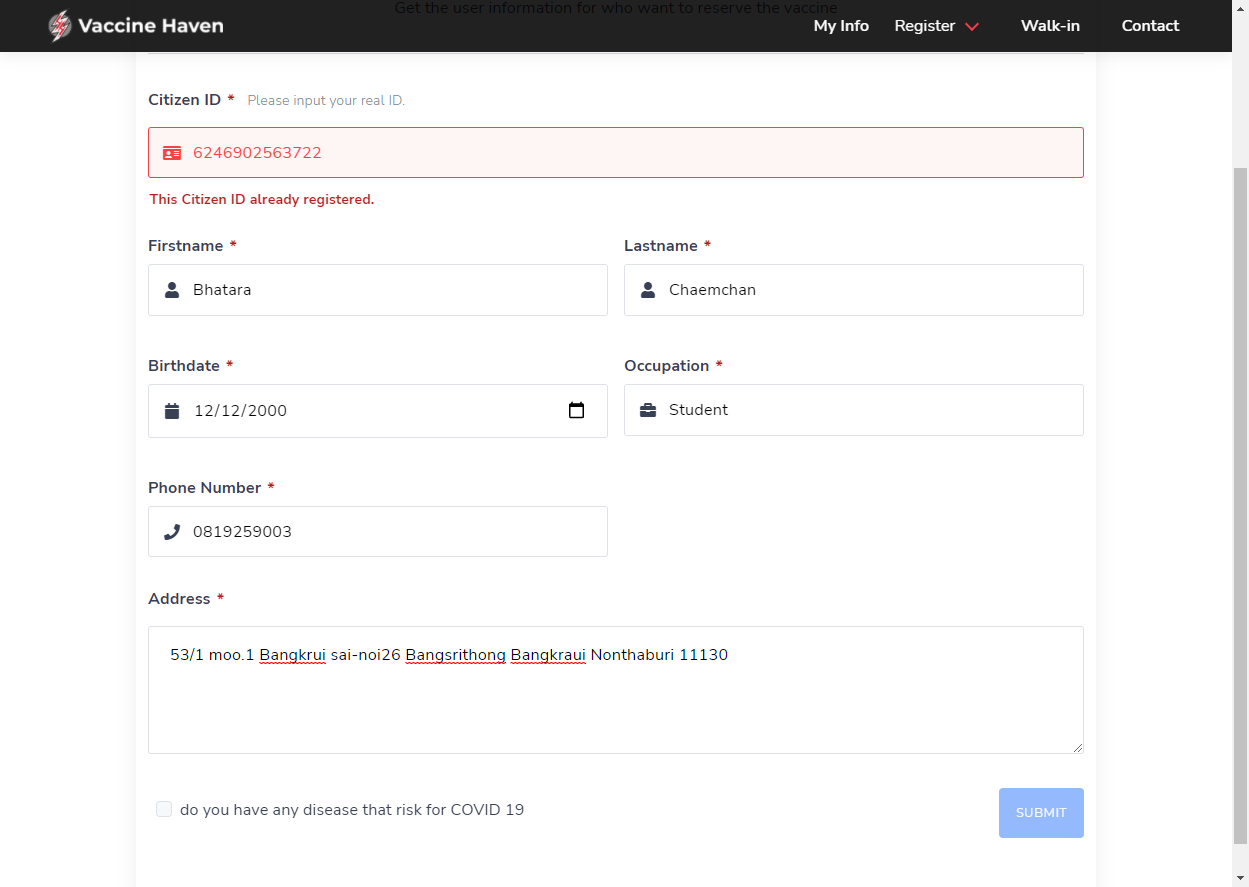 Get the user information for who want to reserve the vaccine
Vaccine Haven
My Info Register Walk-in Contact
Citizen ID * Please input your real ID.
6246902563722
This Citizen ID already registered.
Firstname * Lastname *
Bhatara Chaemchan
Birthdate * Occupation *
12/12/2000 Student
Phone Number *
0819259003
Address *
53/1 moo.1 Bangkrui sai-noi26 Bangsrithong Bangkraui Nonthaburi 11130
do you have any disease that risk for COVID 19 SUBMIT